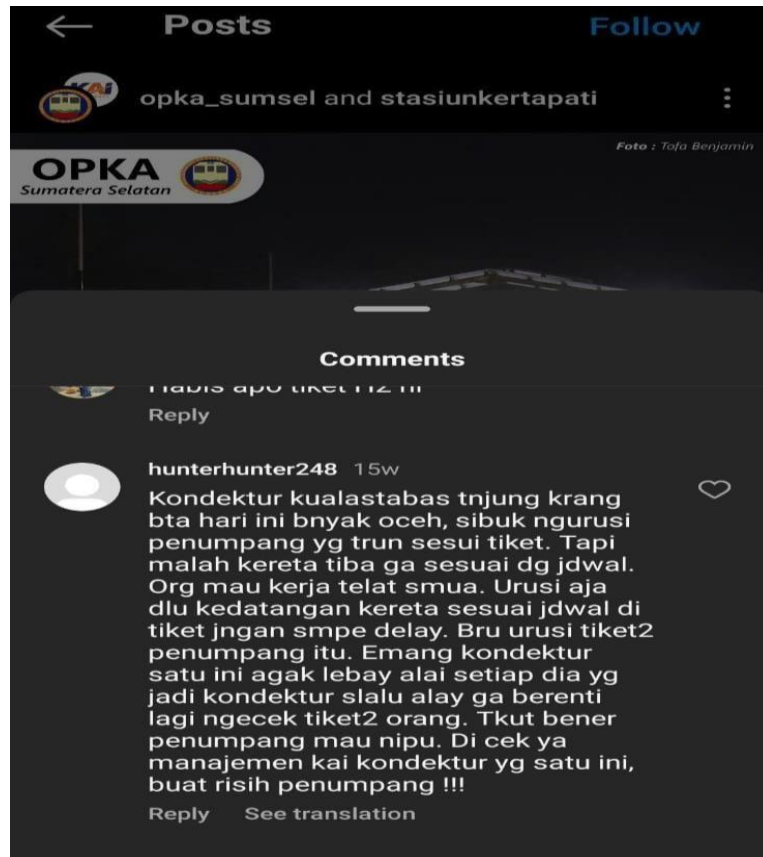 Posts
Follow
opka_sumsel and stasiunkertapati
Foto : Tofa Benjamin
OPKA
Sumatera Selatan
Comments
Habis apo tiket
Reply
hunterhunter248 15w
Kondektur kualastabas tnjung krang
bta hari ini bnyak oceh, sibuk ngurusi
penumpang yg trun sesui tiket. Tapi
malah kereta tiba ga sesuai dg jdwal.
Org mau kerja telat smua. Urusi aja
dlu kedatangan kereta sesuai jdwal di
tiket jngan smpe delay. Bru urusi tiket2
penumpang itu. Emang kondektur
satu ini agak lebay alai setiap dia yg
jadi kondektur slalu alay ga berenti
lagi ngecek tiket2 orang. Tkut bener
penumpang mau nipu. Di cek ya
manajemen kai kondektur yg satu ini,
buat risih penumpang !!!
Reply See translation